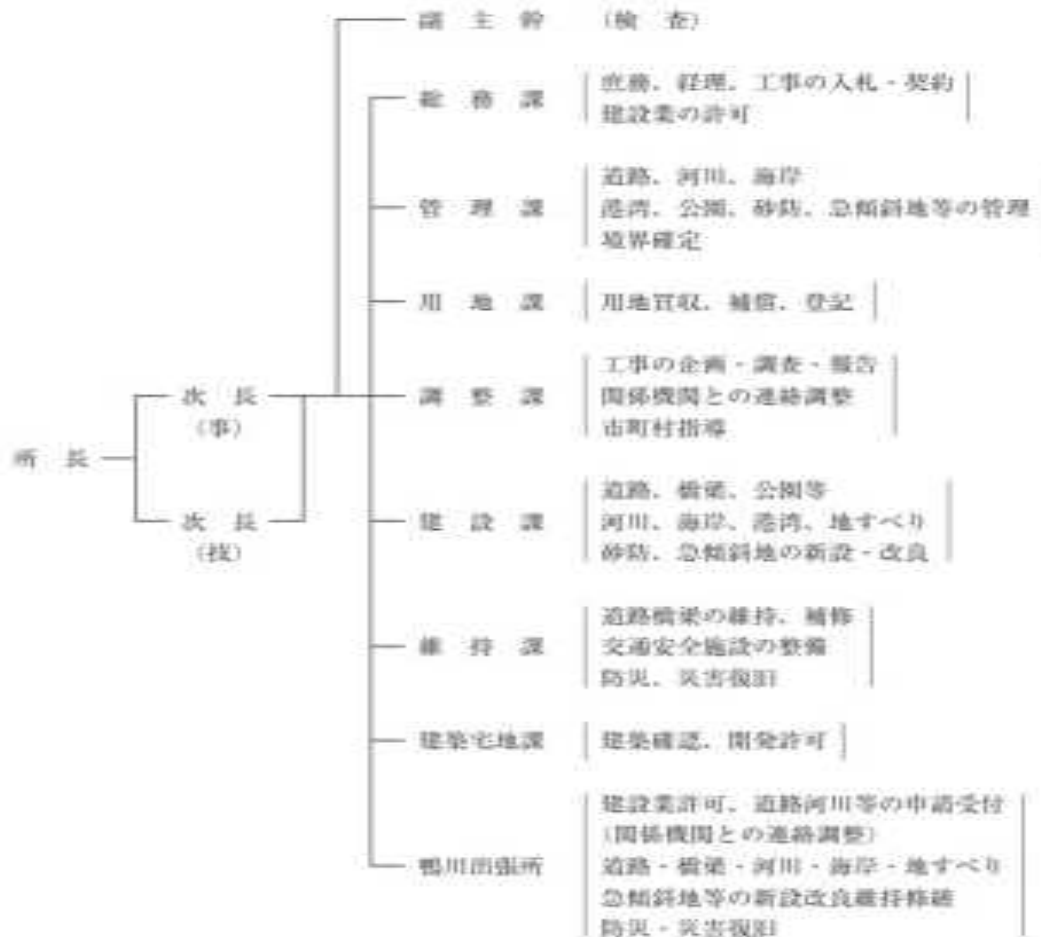 副主幹 (検査)
総務課 庶務、経理、工事の入札・契約
建設業の許可
道路、河川、海岸
管理課 港湾、公園、砂防、急傾斜地等の管理
境界確定
用地課 用地買収、補償、登記
工事の企画・調査・報告
調整課 関係機関との連絡調整
市町村指導
次長
(事)
所長
次長
(技)
道路、橋梁、公園等
建設課 河川、海岸、港湾、地すべり
砂防、急傾斜地の新設・改良
道路橋梁の維持、補修
維持課 交通安全施設の整備
防災、災害復旧
建築宅地課 建築確認、開発許可
建設業許可、道路河川等の申請受付
(関係機関との連絡調整)
鴨川出張所 道路・橋梁・河川・海岸・地すべり
急傾斜地等の新設改良維持修繕
防災・災害復旧